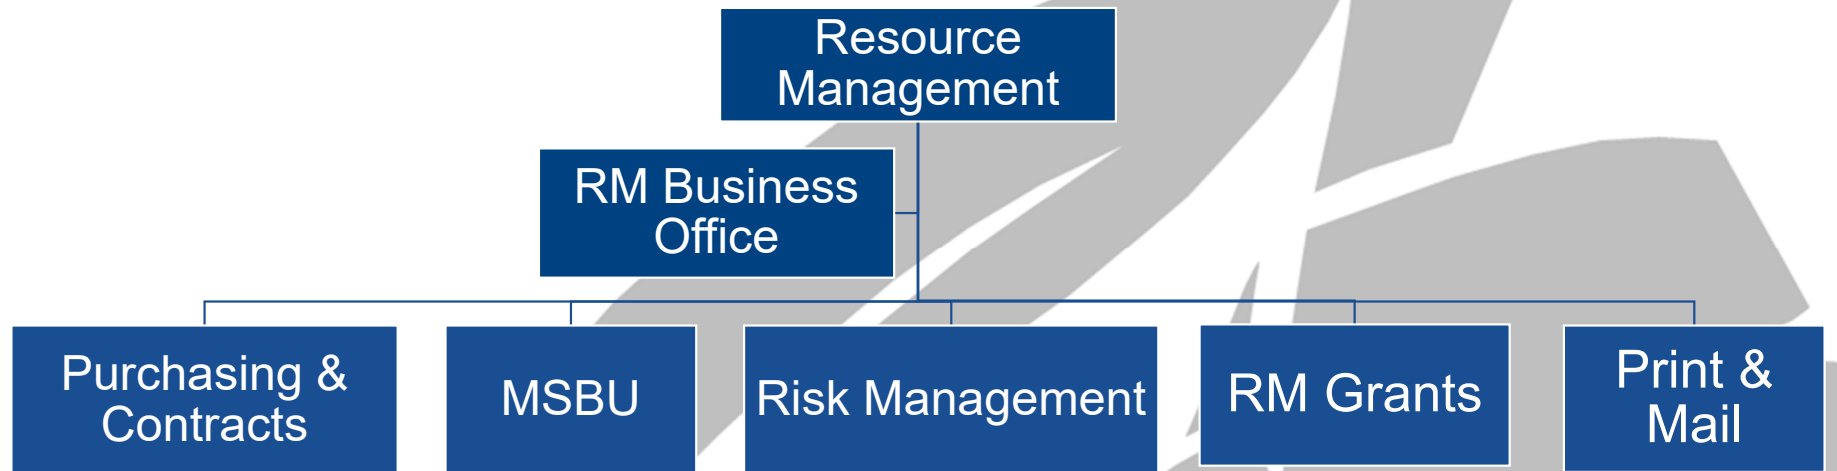 Resource
Management
RM Business
Office
Purchasing &
Contracts
MSBU
Risk Management
RM Grants
Print &
Mail